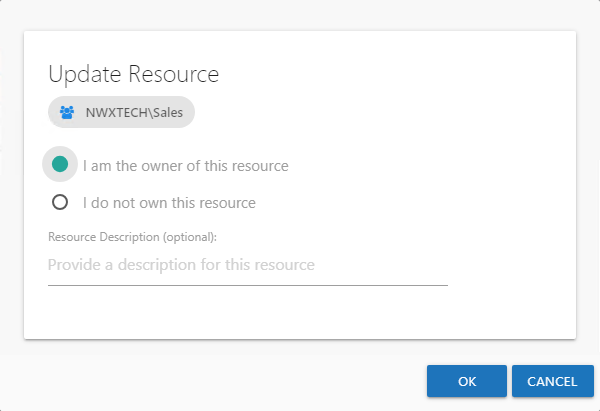 Update Resource
NWXTECH\Sales
I am the owner of this resource
I do not own this resource
Resource Description (optional):
Provide a description for this resource
OK
CANCEL